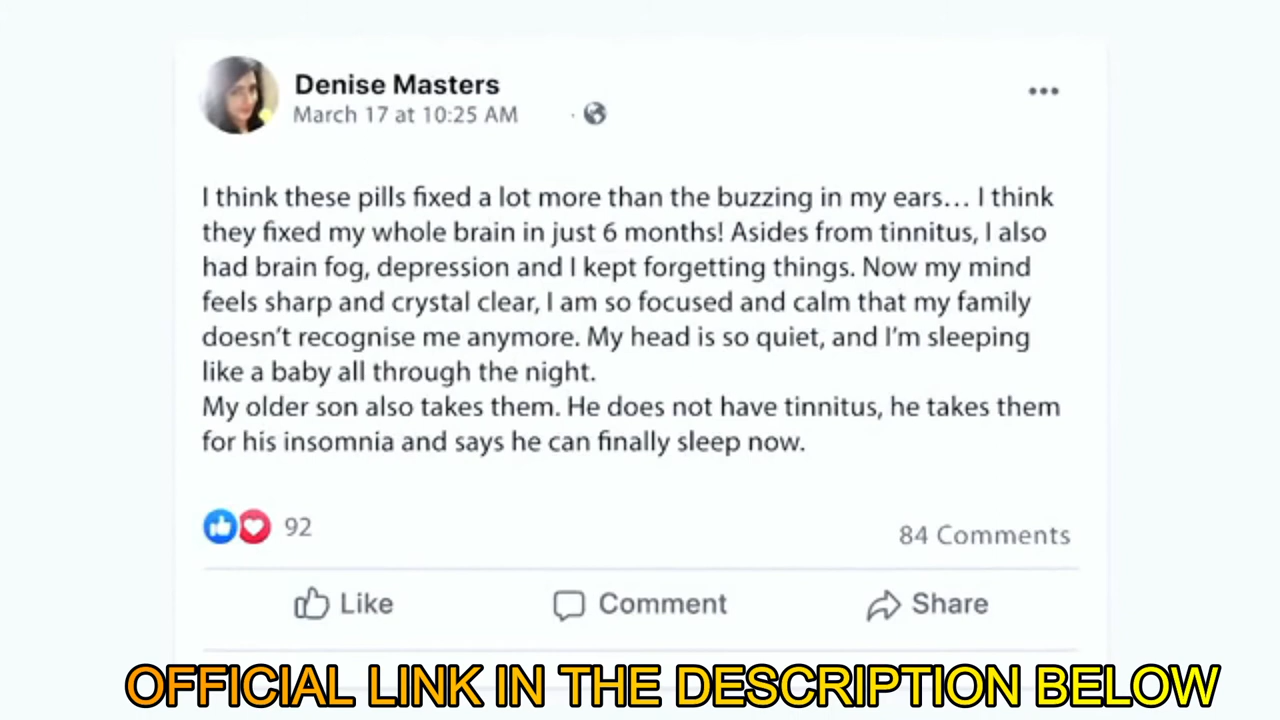 Denise Masters
March 17 at 10:25 AM ·
I think these pills fixed a lot more than the buzzing in my ears… I think
they fixed my whole brain in just 6 months! Asides from tinnitus, I also
had brain fog, depression and I kept forgetting things. Now my mind
feels sharp and crystal clear, I am so focused and calm that my family
doesn’t recognise me anymore. My head is so quiet, and I’m sleeping
like a baby all through the night.
My older son also takes them. He does not have tinnitus, he takes them
for his insomnia and says he can finally sleep now.
92
84 Comments
Like Comment Share
OFFICIAL LINK IN THE DESCRIPTION BELOW